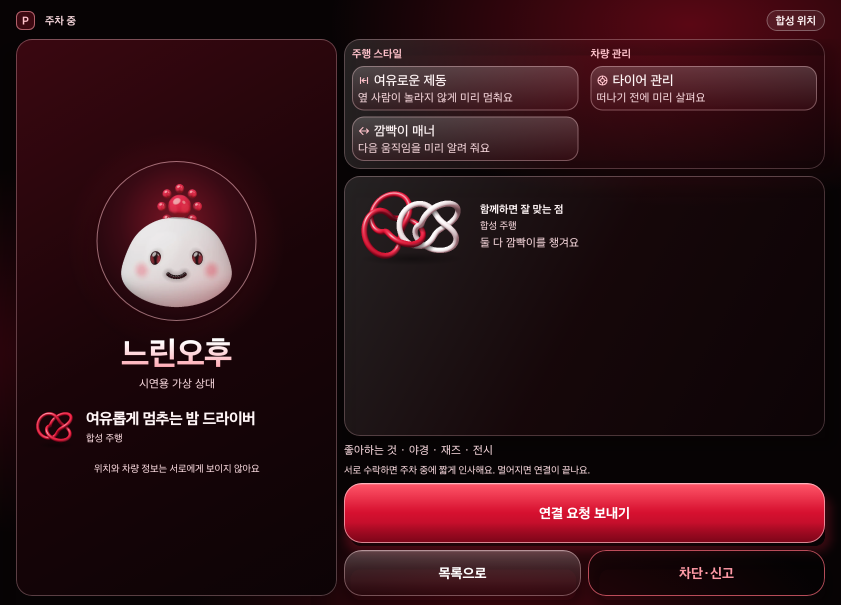 P 주차 중
합성 위치
느린오후
시연용 가상 상대
여유롭게 멈추는 밤 드라이버
합성 주행
위치와 차량 정보는 서로에게 보이지 않아요
주행 스타일
여유로운 제동
옆 사람이 놀라지 않게 미리 멈춰요
깜빡이 매너
다음 움직임을 미리 알려 줘요
차량 관리
타이어 관리
떠나기 전에 미리 살펴요
함께하면 잘 맞는 점
합성 주행
둘 다 깜빡이를 챙겨요
좋아하는 것 · 야경 · 재즈 · 전시
서로 수락하면 주차 중에 짧게 인사해요. 멀어지면 연결이 끝나요.
연결 요청 보내기
목록으로
차단·신고